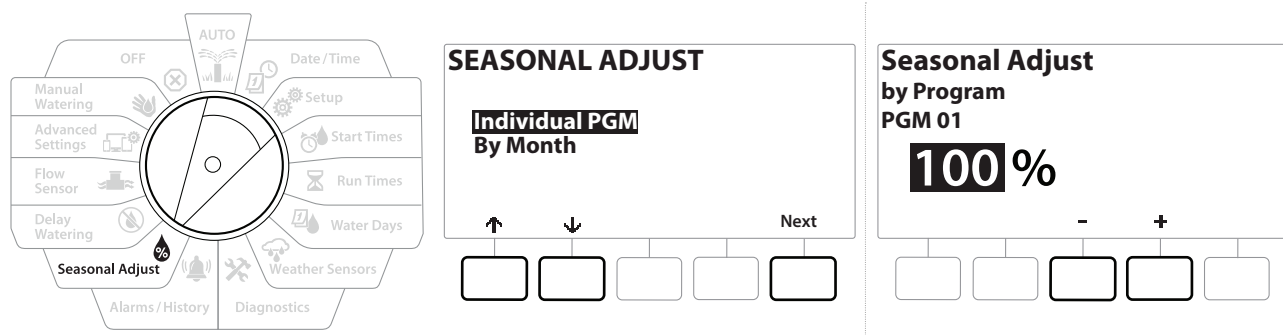 AUTO
Date/Time
Setup
Start Times
Run Times
Water Days
Weather Sensors
Diagnostics
Alarms/History
Seasonal Adjust
Delay
Watering
Flow
Sensor
Advanced
Settings
Manual
Watering
OFF
%
SEASONAL ADJUST
Individual PGM
By Month
Next
Seasonal Adjust
by Program
PGM 01
100 %
- +